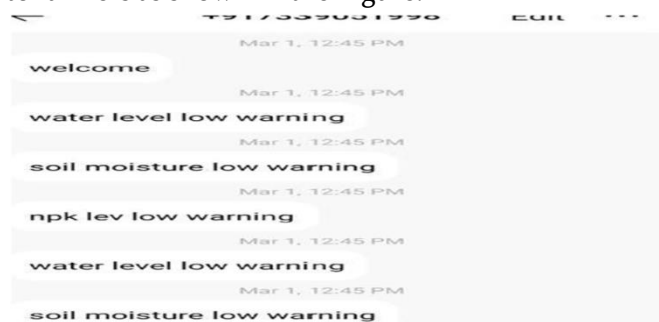 Edit
Mar 1, 12:45 PM
welcome
Mar 1, 12:45 PM
water level low warning
Mar 1, 12:45 PM
soil moisture low warning
Mar 1, 12:45 PM
npk lev low warning
Mar 1, 12:45 PM
water level low warning
Mar 1, 12:45 PM
soil moisture low warning